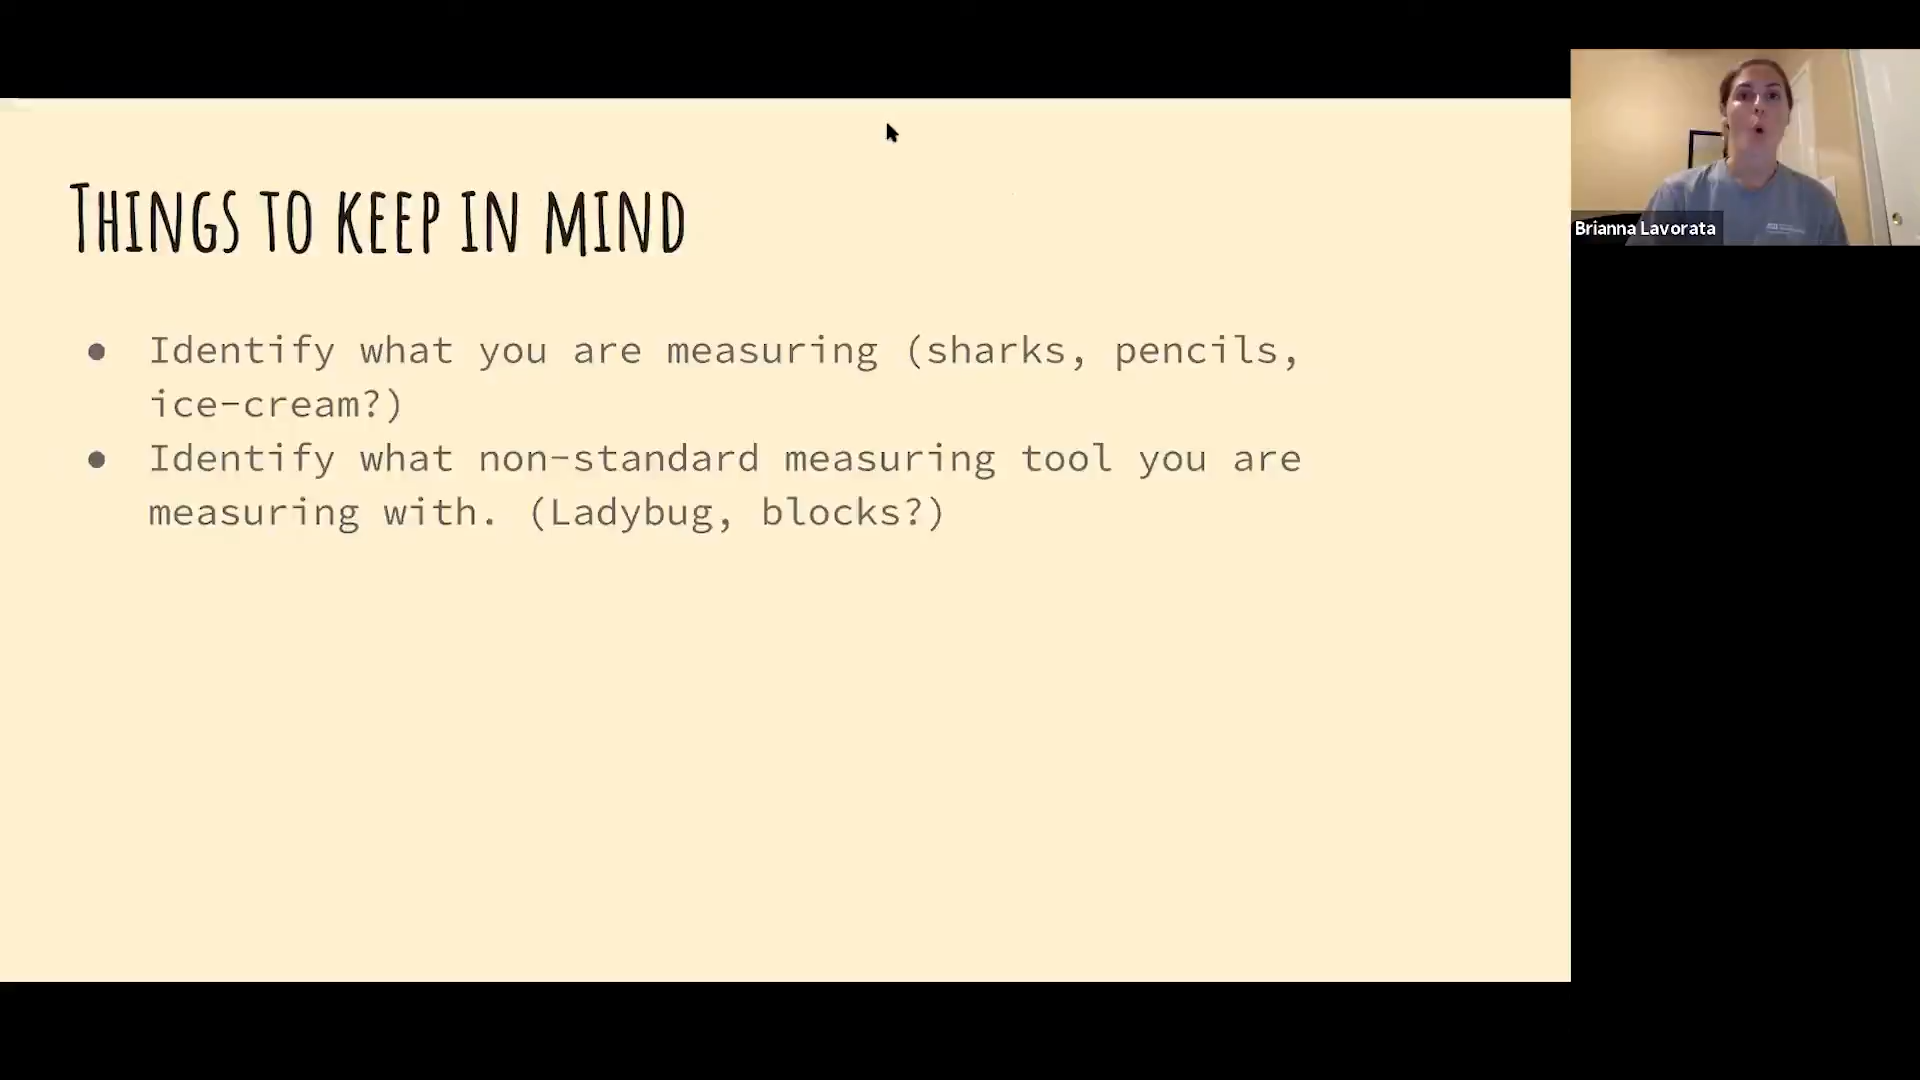 Things to keep in mind
● Identify what you are measuring (sharks, pencils,
ice-cream?)
● Identify what non-standard measuring tool you are
measuring with. (Ladybug, blocks?)
Brianna Lavorata